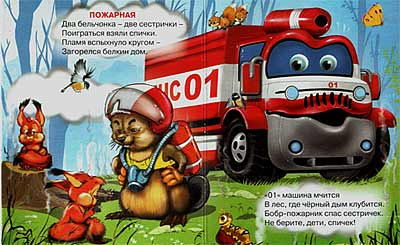 ПОЖАРНАЯ
Два бельчонка – две сестрички –
Поиграться взяли спички.
Пламя вспыхнуло кругом –
Загорелся белкин дом.
ЧС 01
01
«01» машина мчится
В лес, где чёрный дым клубится.
Бобр-пожарник спас сестричек.
Не берите, дети, спичек!